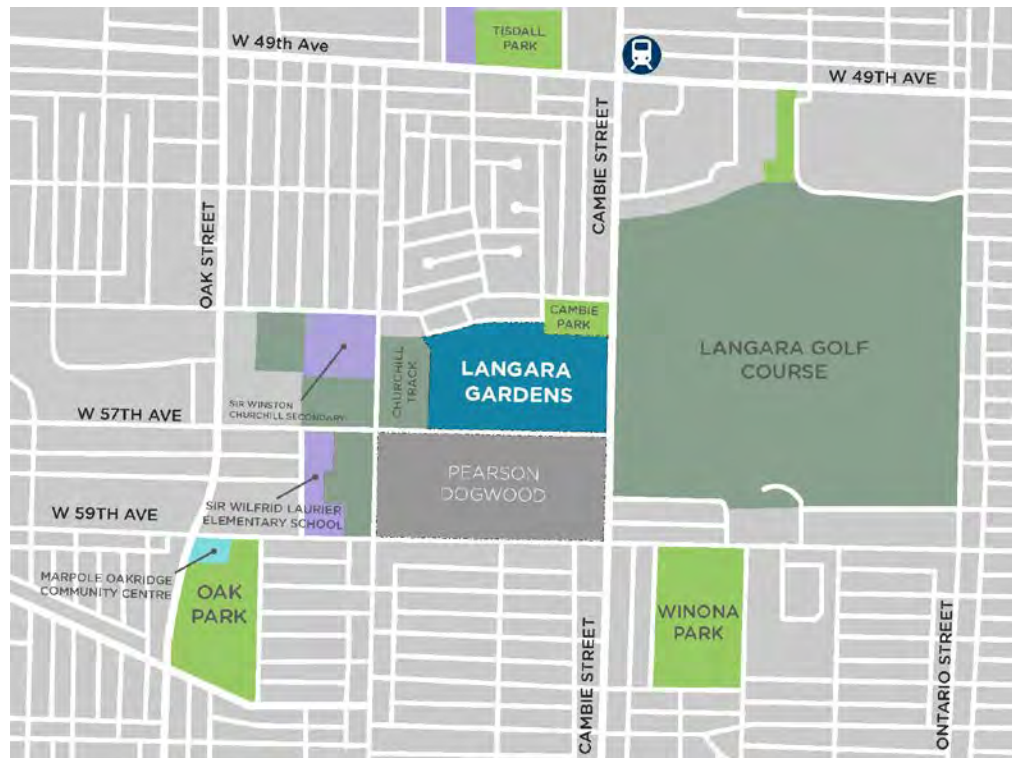 TISDALL
PARK
W 49th Ave
W 49TH AVE
CAMBIE STREET
OAK STREET
CAMBIE
PARK
LANGARA GOLF
COURSE
CHURCHILL
TRACK
LANGARA
GARDENS
SIR WINSTON
CHURCHILL SECONDARY
W 57TH AVE
PEARSON
DOGWOOD
SIR WILFRID LAURIER
ELEMENTARY SCHOOL
W 59TH AVE
MARPOLE OAKRIDGE
COMMUNITY CENTRE
OAK
PARK
WINONA
PARK
CAMBIE STREET
ONTARIO STREET